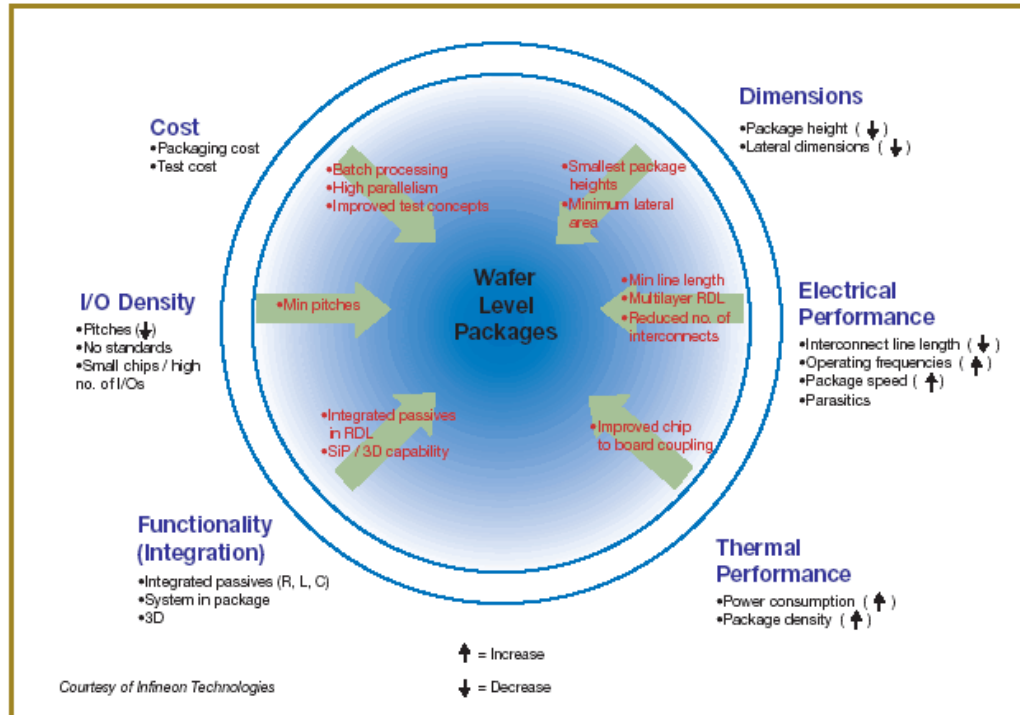 Cost
•Packaging cost
•Test cost
Dimensions
•Package height (↓)
•Lateral dimensions (↓)
•Batch processing
•High parallelism
•Improved test concepts
•Smallest package
heights
•Minimum lateral
area
Wafer
Level
Packages
I/O Density
•Pitches (↓)
•No standards
•Small chips / high
no. of I/Os
•Min pitches
•Min line length
•Multilayer RDL
•Reduced no. of
interconnects
Electrical
Performance
•Interconnect line length (↓)
•Operating frequencies (↑)
•Package speed (↑)
•Parasitics
•Integrated passives
in RDL
•SiP / 3D capability
•Improved chip
to board coupling
Functionality
(Integration)
•Integrated passives (R, L, C)
•System in package
•3D
Thermal
Performance
•Power consumption (↑)
•Package density (↑)
↑ = Increase
↓ = Decrease
Courtesy of Infineon Technologies